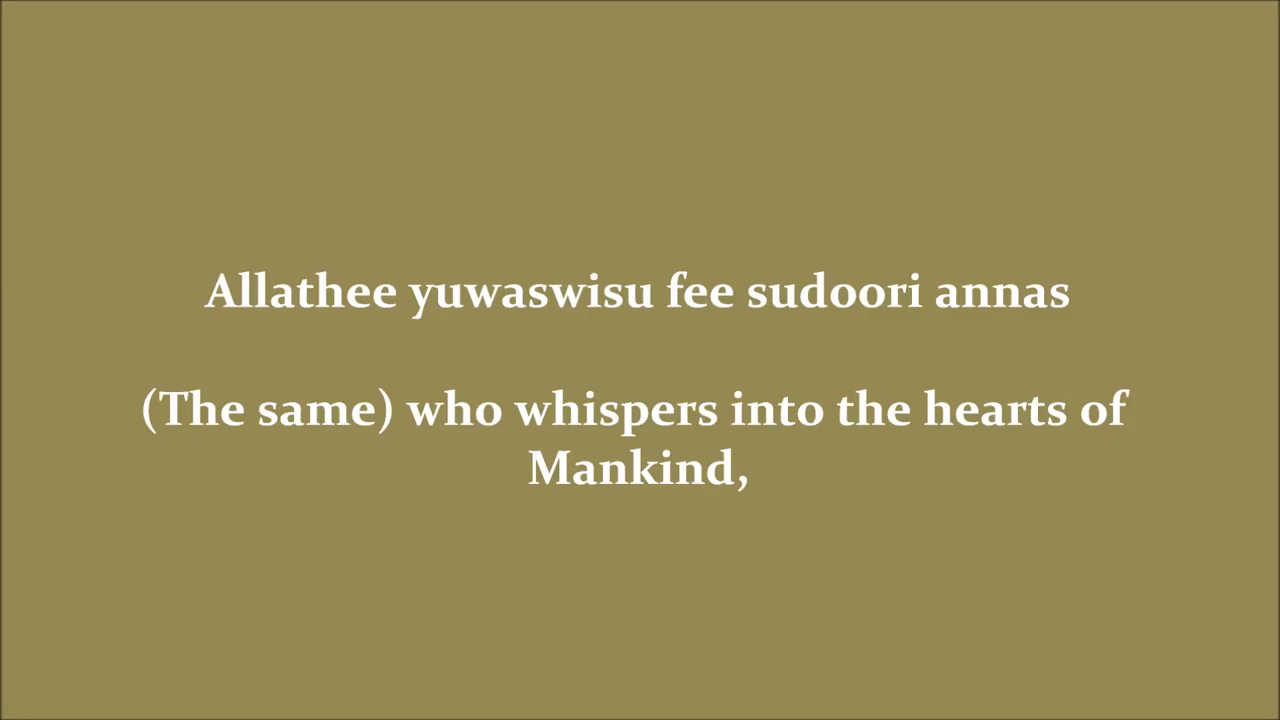 Allathee yuwaswisu fee sudoori annas
(The same) who whispers into the hearts of
Mankind,